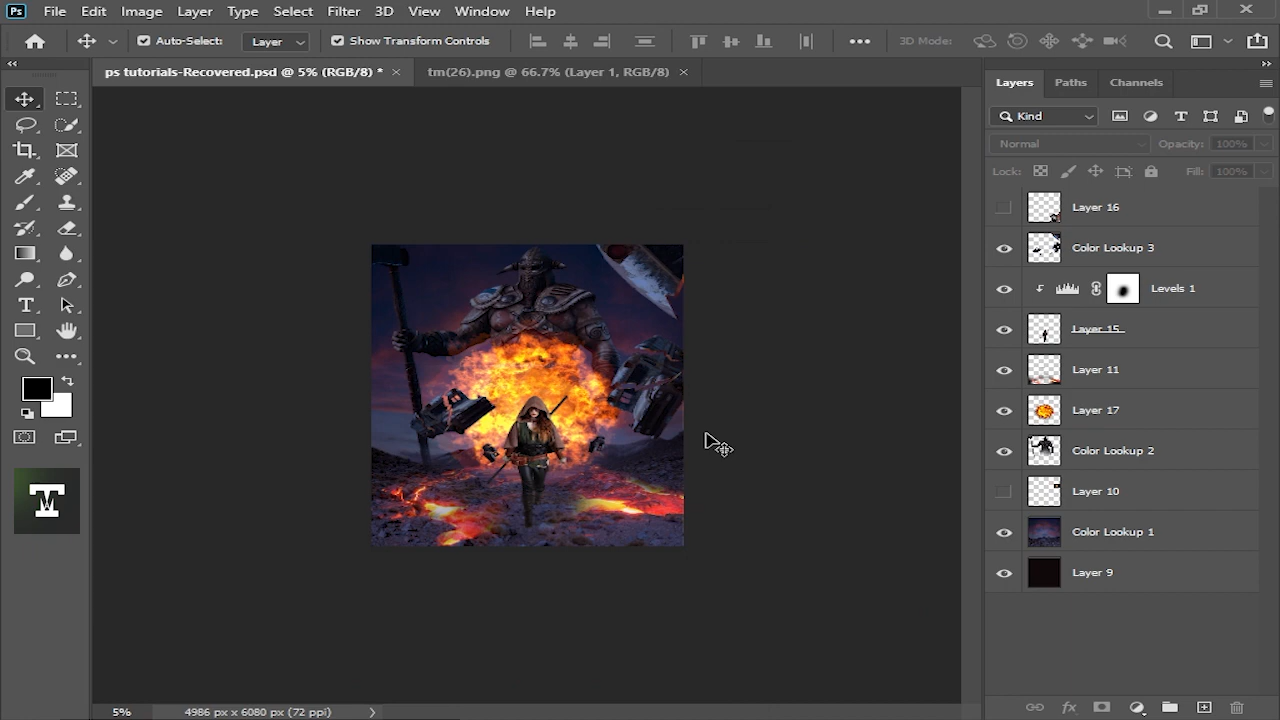 Ps File Edit Image Layer Type Select Filter 3D View Window Help
Auto-Select: Layer Show Transform Controls 3D Mode:
ps tutorials-Recovered.psd @ 5% (RGB/8) * tm(26).png @ 66.7% (Layer 1, RGB/8)
Layers Paths Channels
Kind
Normal Opacity: 100%
Lock: Fill: 100%
Layer 16
Color Lookup 3
Levels 1
Layer 15
Layer 11
Layer 17
Color Lookup 2
Layer 10
Color Lookup 1
Layer 9
TM
5% 4986 px x 6080 px (72 ppi)
fx